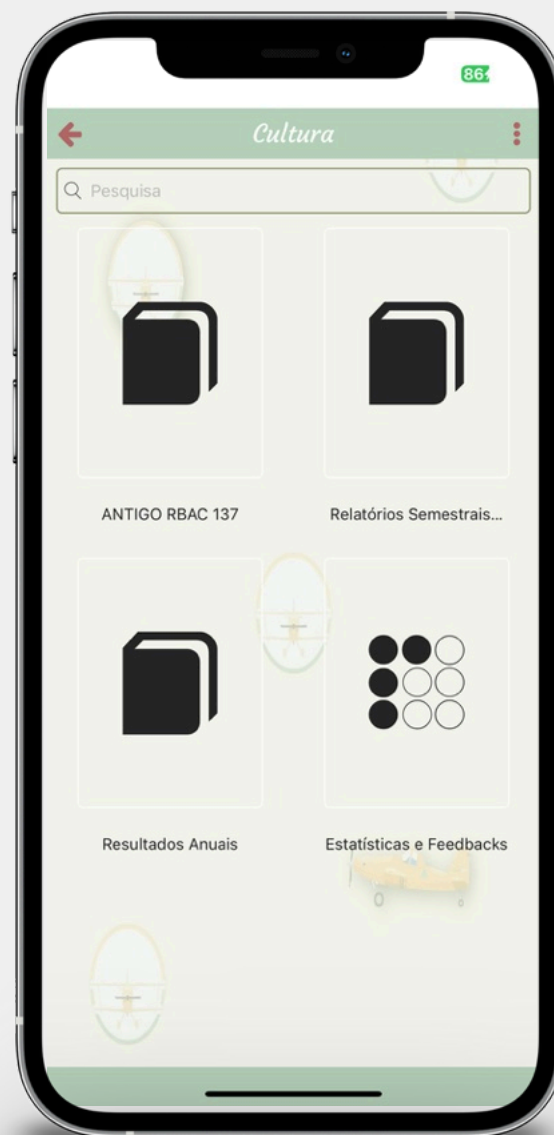 86
Cultura
Pesquisa
ANTIGO RBAC 137
Relatórios Semestrais...
Resultados Anuais
Estatísticas e Feedbacks